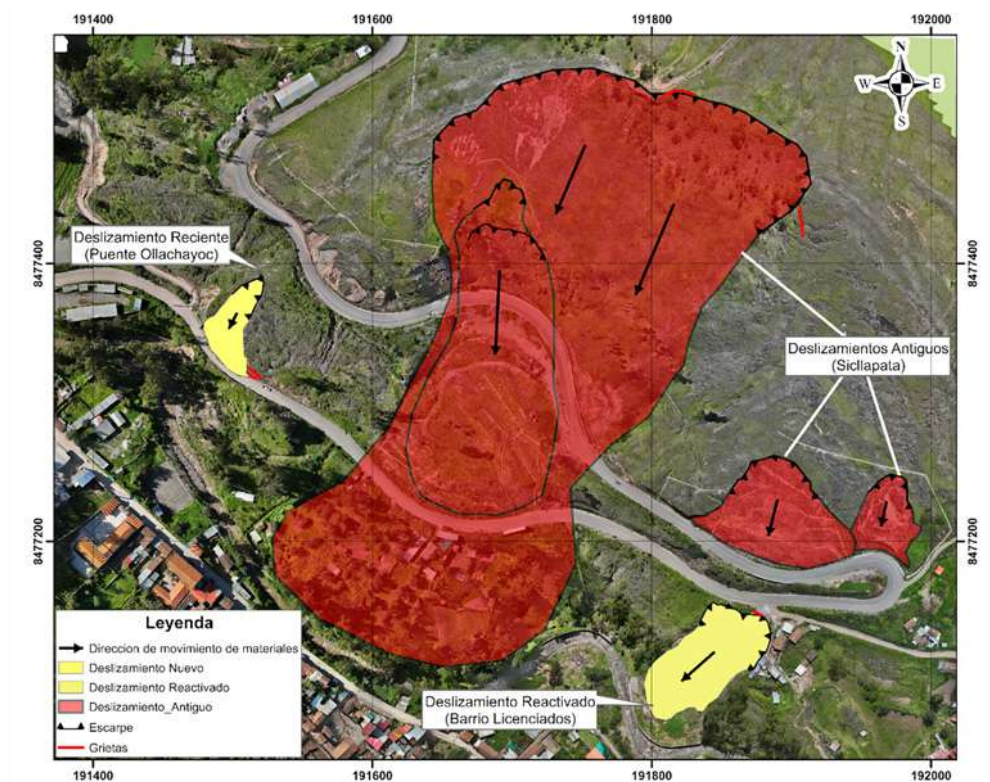 191400
191600
191800
192000
N
W
E
S
Deslizamiento Reciente
(Puente Ollachayoc)
8477400
8477400
Deslizamientos Antiguos
(Sicllapata)
8477200
8477200
Leyenda
Direccion de movimiento de materiales
Deslizamiento Nuevo
Deslizamiento Reactivado
Deslizamiento_Antiguo
Escarpe
Grietas
Deslizamiento Reactivado
(Barrio Licenciados)
191400
191600
191800
192000